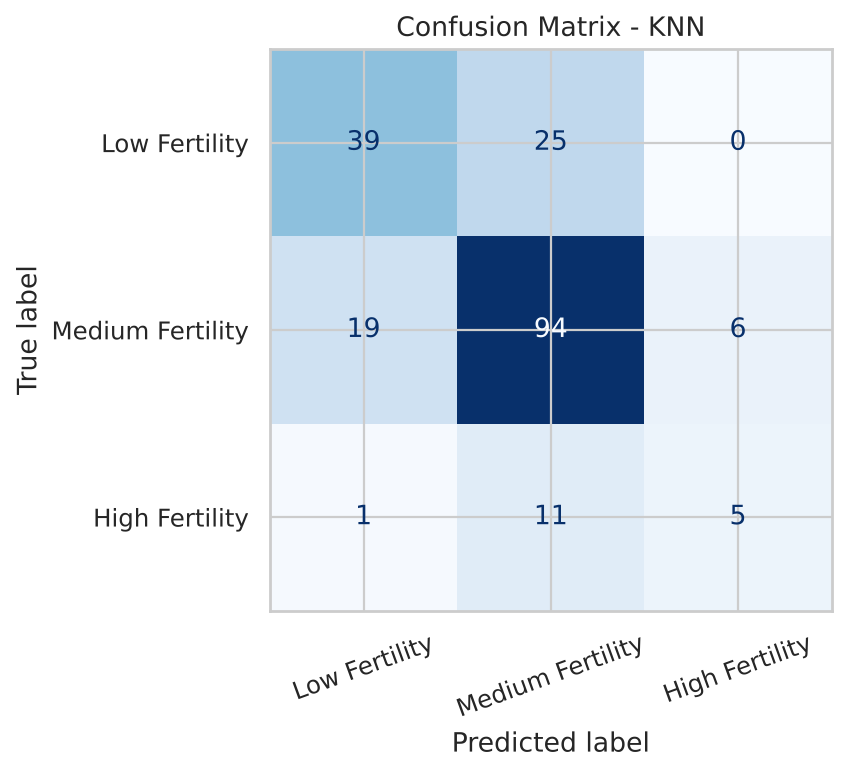 Confusion Matrix - KNN
True label
Low Fertility
39 25 0
Medium Fertility
19 94 6
High Fertility
1 11 5
Low Fertility Medium Fertility High Fertility
Predicted label